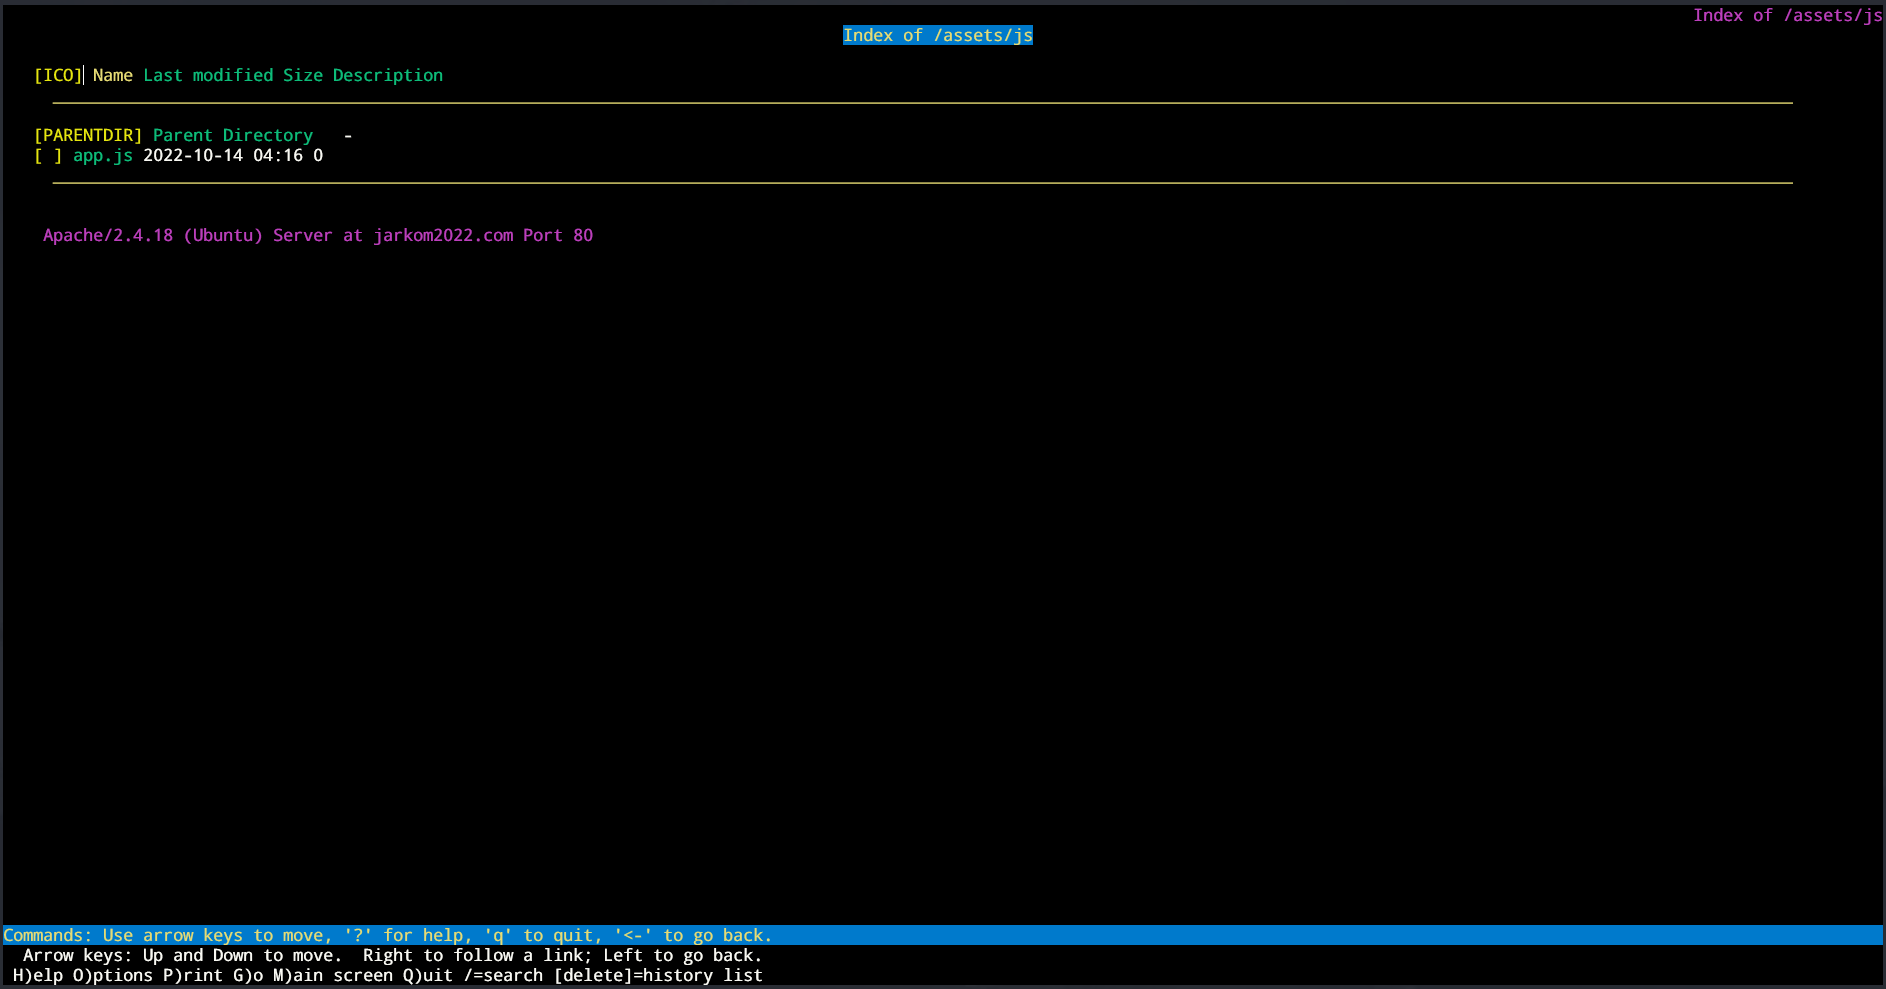 Index of /assets/js
Index of /assets/js
[ICO] Name Last modified Size Description
[PARENTDIR] Parent Directory   -
[ ] app.js 2022-10-14 04:16 0
Apache/2.4.18 (Ubuntu) Server at jarkom2022.com Port 80
Commands: Use arrow keys to move, '?' for help, 'q' to quit, '<-' to go back.
Arrow keys: Up and Down to move.  Right to follow a link; Left to go back.
H)elp O)ptions P)rint G)o M)ain screen Q)uit /=search [delete]=history list